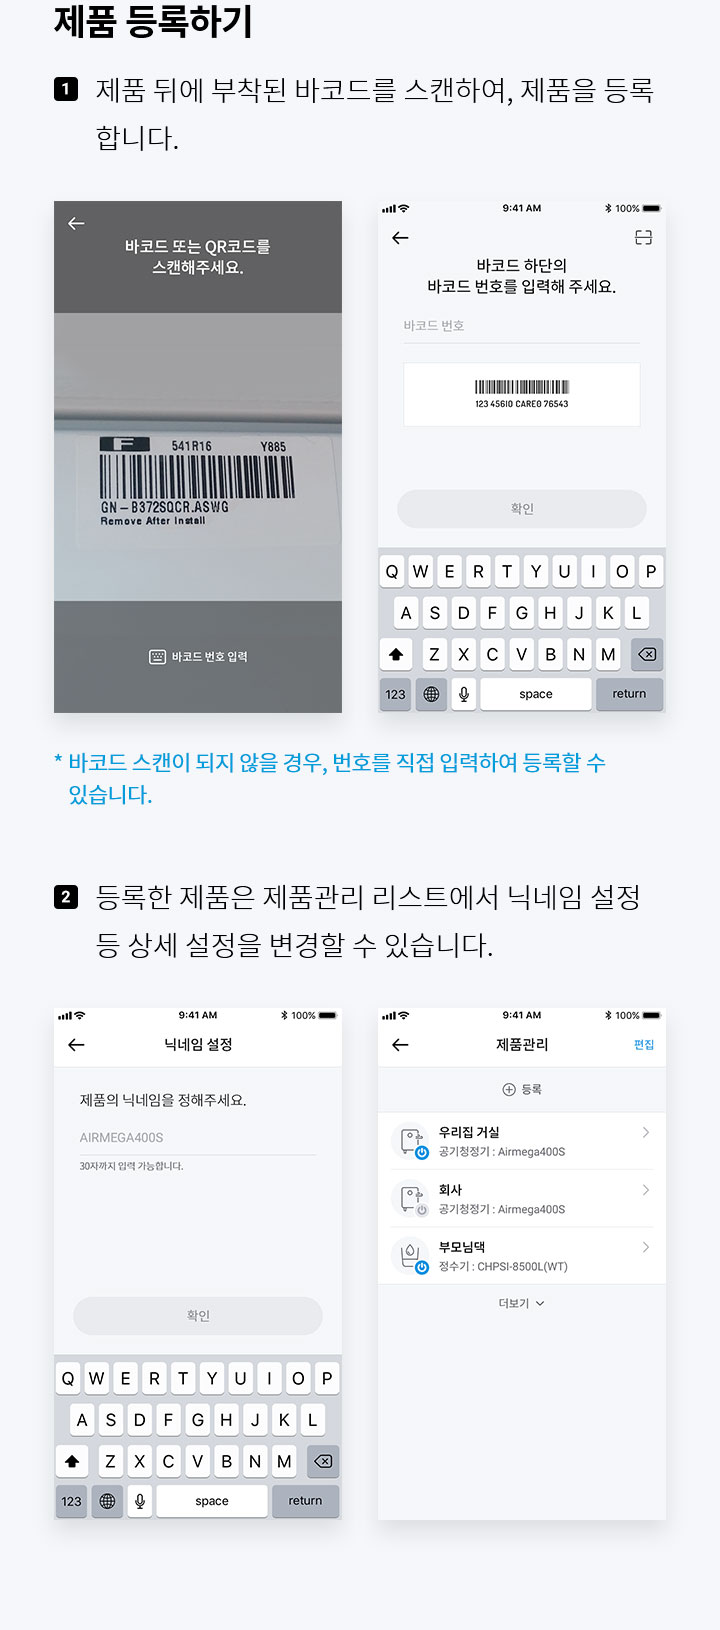 제품 등록하기
1 제품 뒤에 부착된 바코드를 스캔하여, 제품을 등록
합니다.
바코드 또는 QR코드를
스캔해주세요.
F 541R16 Y885
GN-B372SQCR.ASWG
Remove After Install
바코드 번호 입력
9:41 AM 100%
바코드 하단의
바코드 번호를 입력해 주세요.
바코드 번호
123 456IO CARE0 76543
확인
Q W E R T Y U I O P
A S D F G H J K L
Z X C V B N M
123 space return
* 바코드 스캔이 되지 않을 경우, 번호를 직접 입력하여 등록할 수
있습니다.
2 등록한 제품은 제품관리 리스트에서 닉네임 설정
등 상세 설정을 변경할 수 있습니다.
9:41 AM 100%
닉네임 설정
제품의 닉네임을 정해주세요.
AIRMEGA400S
30자까지 입력 가능합니다.
확인
Q W E R T Y U I O P
A S D F G H J K L
Z X C V B N M
123 space return
9:41 AM 100%
제품관리 편집
등록
우리집 거실
공기청정기 : Airmega400S
회사
공기청정기 : Airmega400S
부모님댁
정수기 : CHPSI-8500L(WT)
더보기